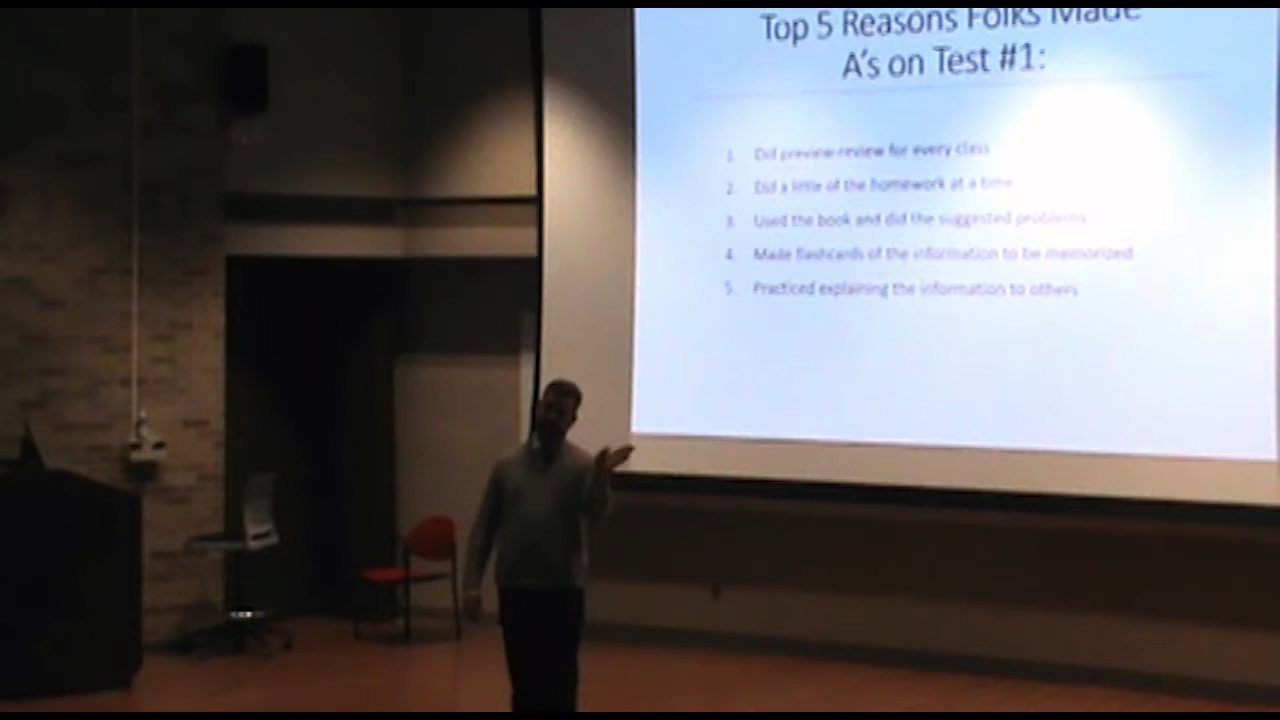 Top 5 Reasons Folks Made
A's on Test #1:
1. Did preview-review for every class
2. Did a little of the homework at a time
3. Used the book and did the suggested problems
4. Made flashcards of the information to be memorized
5. Practiced explaining the information to others